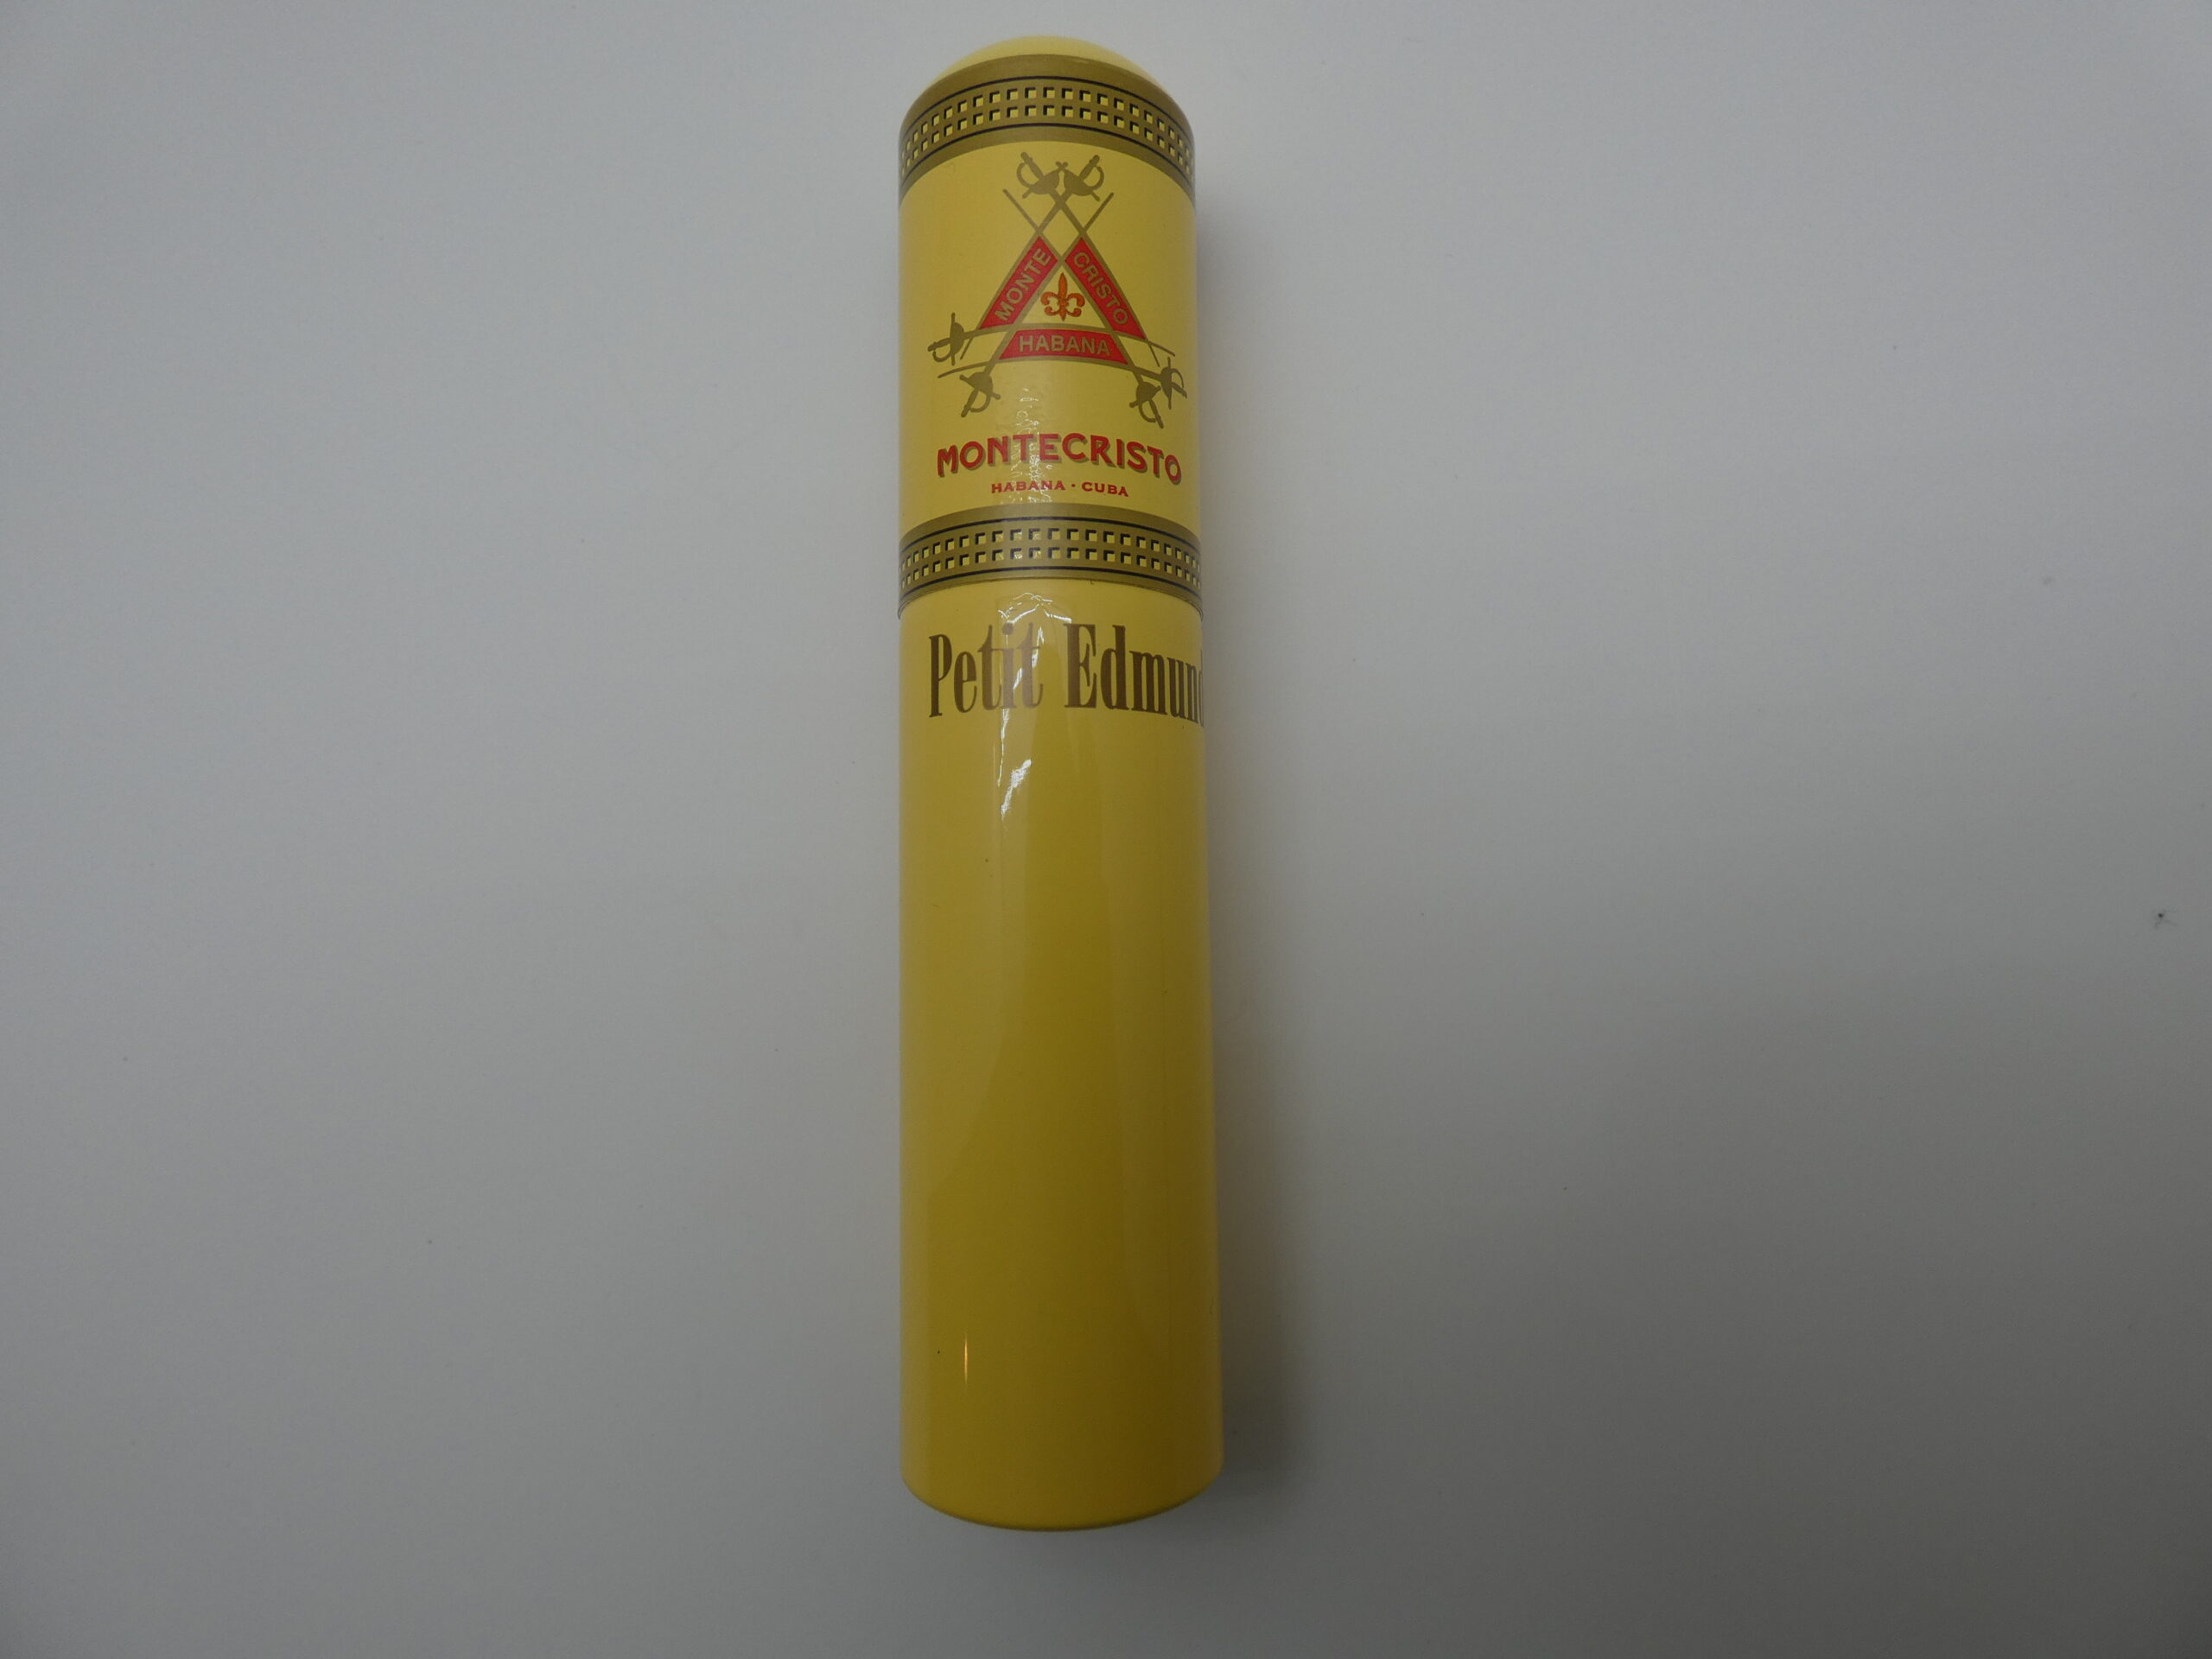 MONTE CRISTO
HABANA
MONTECRISTO
HABANA · CUBA
Petit Edmund